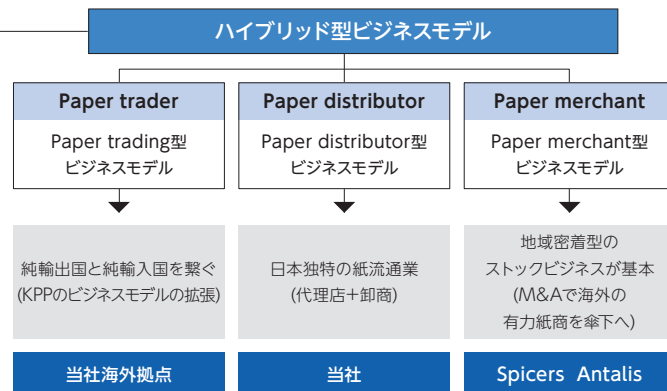 ハイブリッド型ビジネスモデル
Paper trader
Paper trading型
ビジネスモデル
純輸出国と純輸入国を繋ぐ
(KPPのビジネスモデルの拡張)
当社海外拠点
Paper distributor
Paper distributor型
ビジネスモデル
日本独特の紙流通業
(代理店+卸商)
当社
Paper merchant
Paper merchant型
ビジネスモデル
地域密着型の
ストックビジネスが基本
(M&Aで海外の
有力紙商を傘下へ)
Spicers Antalis